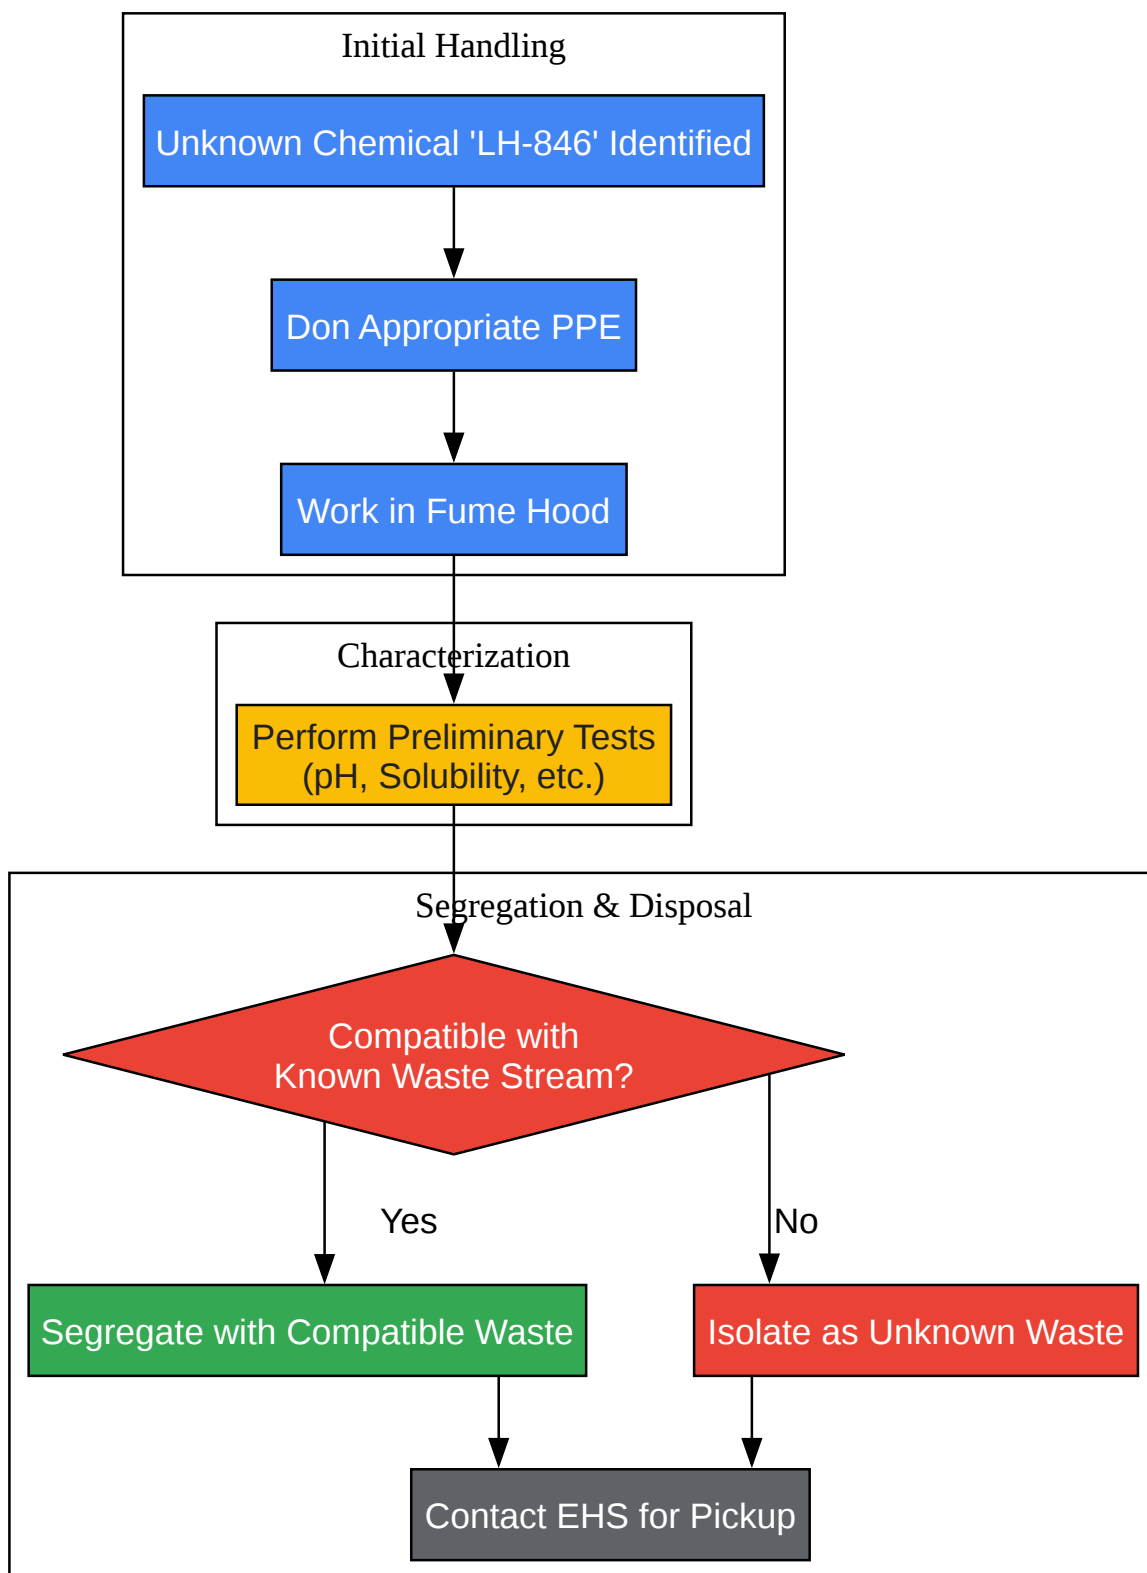 Initial Handling
Unknown Chemical 'LH-846' Identified
Don Appropriate PPE
Work in Fume Hood
Characterization
Perform Preliminary Tests
(pH, Solubility, etc.)
Segregation & Disposal
Compatible with
Known Waste Stream?
Yes
No
Segregate with Compatible Waste
Isolate as Unknown Waste
Contact EHS for Pickup